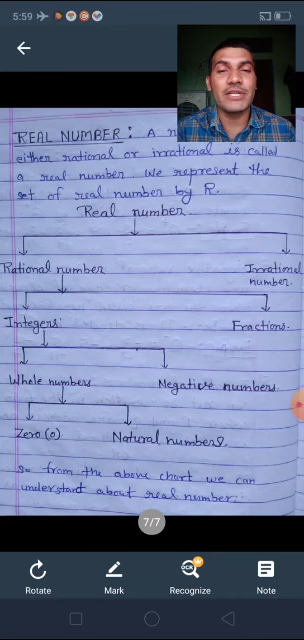 5:59
REAL NUMBER: A
either rational or irrational is called
a real number. We represent the
set of real number by R.
Real number
Rational number
Irrational
number.
Integers:
Fractions.
Whole numbers
Negative numbers
Zero (0)
Natural numbers.
so from the above chart we can
understand about real number.
7/7
OCR
Rotate
Mark
Recognize
Note